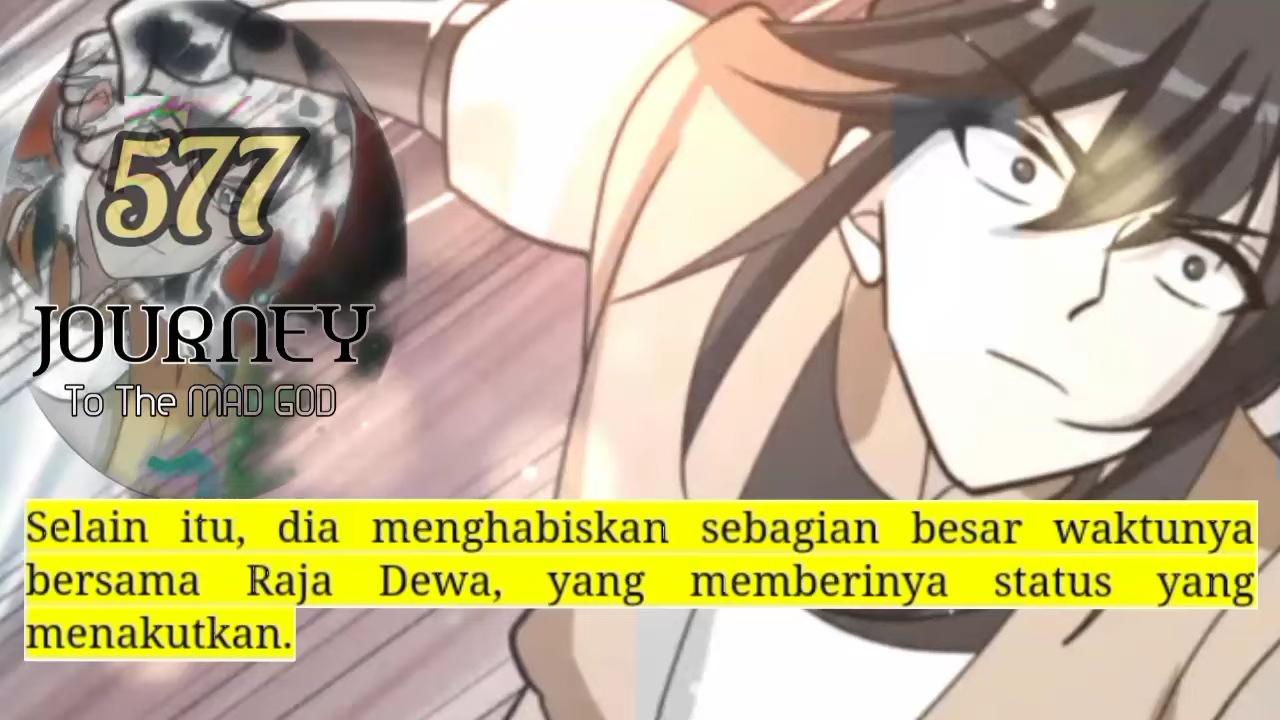 577
JOURNEY
To The MAD GOD
Selain itu, dia menghabiskan sebagian besar waktunya
bersama Raja Dewa, yang memberinya status yang
menakutkan.